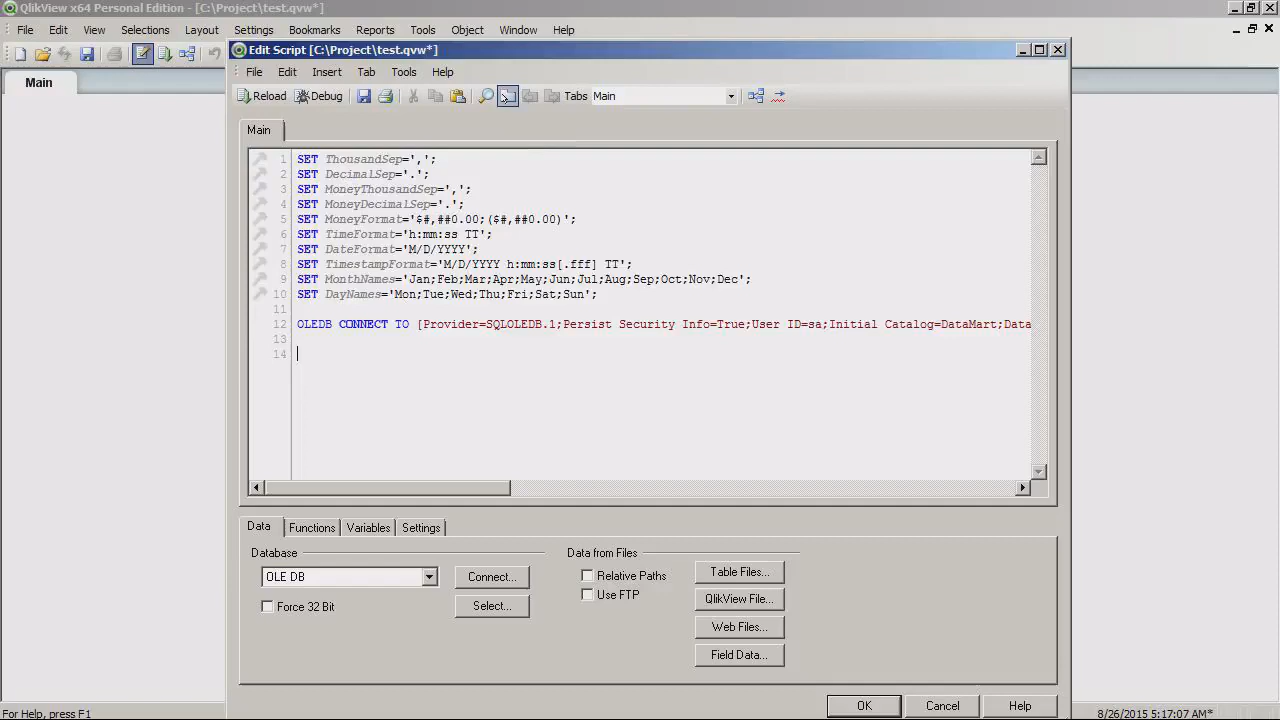 QlikView x64 Personal Edition - [C:\Project\test.qvw*]
File Edit View Selections Layout Settings Bookmarks Reports Tools Object Window Help
Main
Edit Script [C:\Project\test.qvw*]
File Edit Insert Tab Tools Help
Reload Debug Tabs Main
Main
1 SET ThousandSep=',';
2 SET DecimalSep='.';
3 SET MoneyThousandSep=',';
4 SET MoneyDecimalSep='.';
5 SET MoneyFormat='$#,##0.00;($#,##0.00)';
6 SET TimeFormat='h:mm:ss TT';
7 SET DateFormat='M/D/YYYY';
8 SET TimestampFormat='M/D/YYYY h:mm:ss[.fff] TT';
9 SET MonthNames='Jan;Feb;Mar;Apr;May;Jun;Jul;Aug;Sep;Oct;Nov;Dec';
10 SET DayNames='Mon;Tue;Wed;Thu;Fri;Sat;Sun';
11
12 OLEDB CONNECT TO [Provider=SQLOLEDB.1;Persist Security Info=True;User ID=sa;Initial Catalog=DataMart;Data
13
14
Data Functions Variables Settings
Database Data from Files
OLE DB Connect... Relative Paths Table Files...
Use FTP QlikView File...
Force 32 Bit Select...
Web Files...
Field Data...
OK Cancel Help
For Help, press F1 8/26/2015 5:17:07 AM*